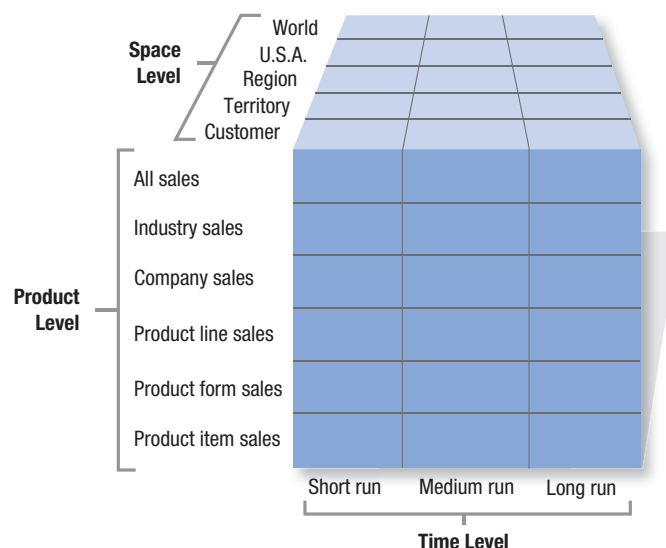 World
U.S.A.
Region
Territory
Customer
Space
Level
All sales
Industry sales
Company sales
Product line sales
Product form sales
Product item sales
Product
Level
Short run
Medium run
Long run
Time Level